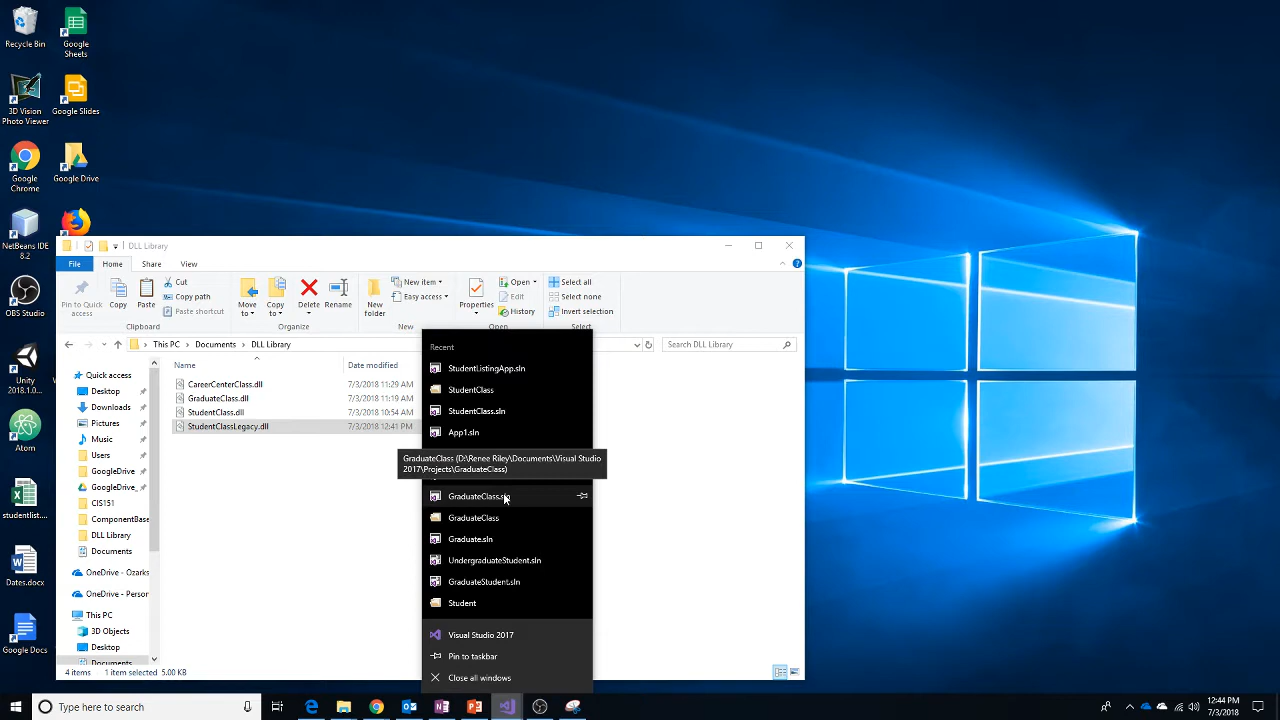 Recycle Bin
Google
Sheets
3D Vision
Photo Viewer
Google Slides
Google
Chrome
Google Drive
NetBeans IDE
8.2
OBS Studio
Unity
2018.1.0...
Atom
studentlist....
Dates.docx
Google Docs
DLL Library
File
Home
Share
View
Pin to Quick
access
Copy
Paste
Cut
Copy path
Paste shortcut
Clipboard
Move
to
Copy
to
Delete
Rename
Organize
New
folder
New item
Easy access
New
Properties
Open
Edit
History
Select all
Select none
Invert selection
Select
This PC
Documents
DLL Library
Search DLL Library
Quick access
Desktop
Downloads
Pictures
Music
Users
GoogleDrive
GoogleDrive_
CIS151
ComponentBase
DLL Library
Documents
OneDrive - Ozarks
OneDrive - Person
This PC
3D Objects
Desktop
Documents
Name
Date modified
CareerCenterClass.dll
7/3/2018 11:29 AM
GraduateClass.dll
7/3/2018 11:19 AM
StudentClass.dll
7/3/2018 10:54 AM
StudentClassLegacy.dll
7/3/2018 12:41 PM
4 items
1 item selected 5.00 KB
Recent
StudentListingApp.sln
StudentClass
StudentClass.sln
App1.sln
GraduateClass (D:\Renee Riley\Documents\Visual Studio
2017\Projects\GraduateClass)
GraduateClass.sln
GraduateClass
Graduate.sln
UndergraduateStudent.sln
GraduateStudent.sln
Student
Visual Studio 2017
Pin to taskbar
Close all windows
Type here to search
12:44 PM
7/3/2018